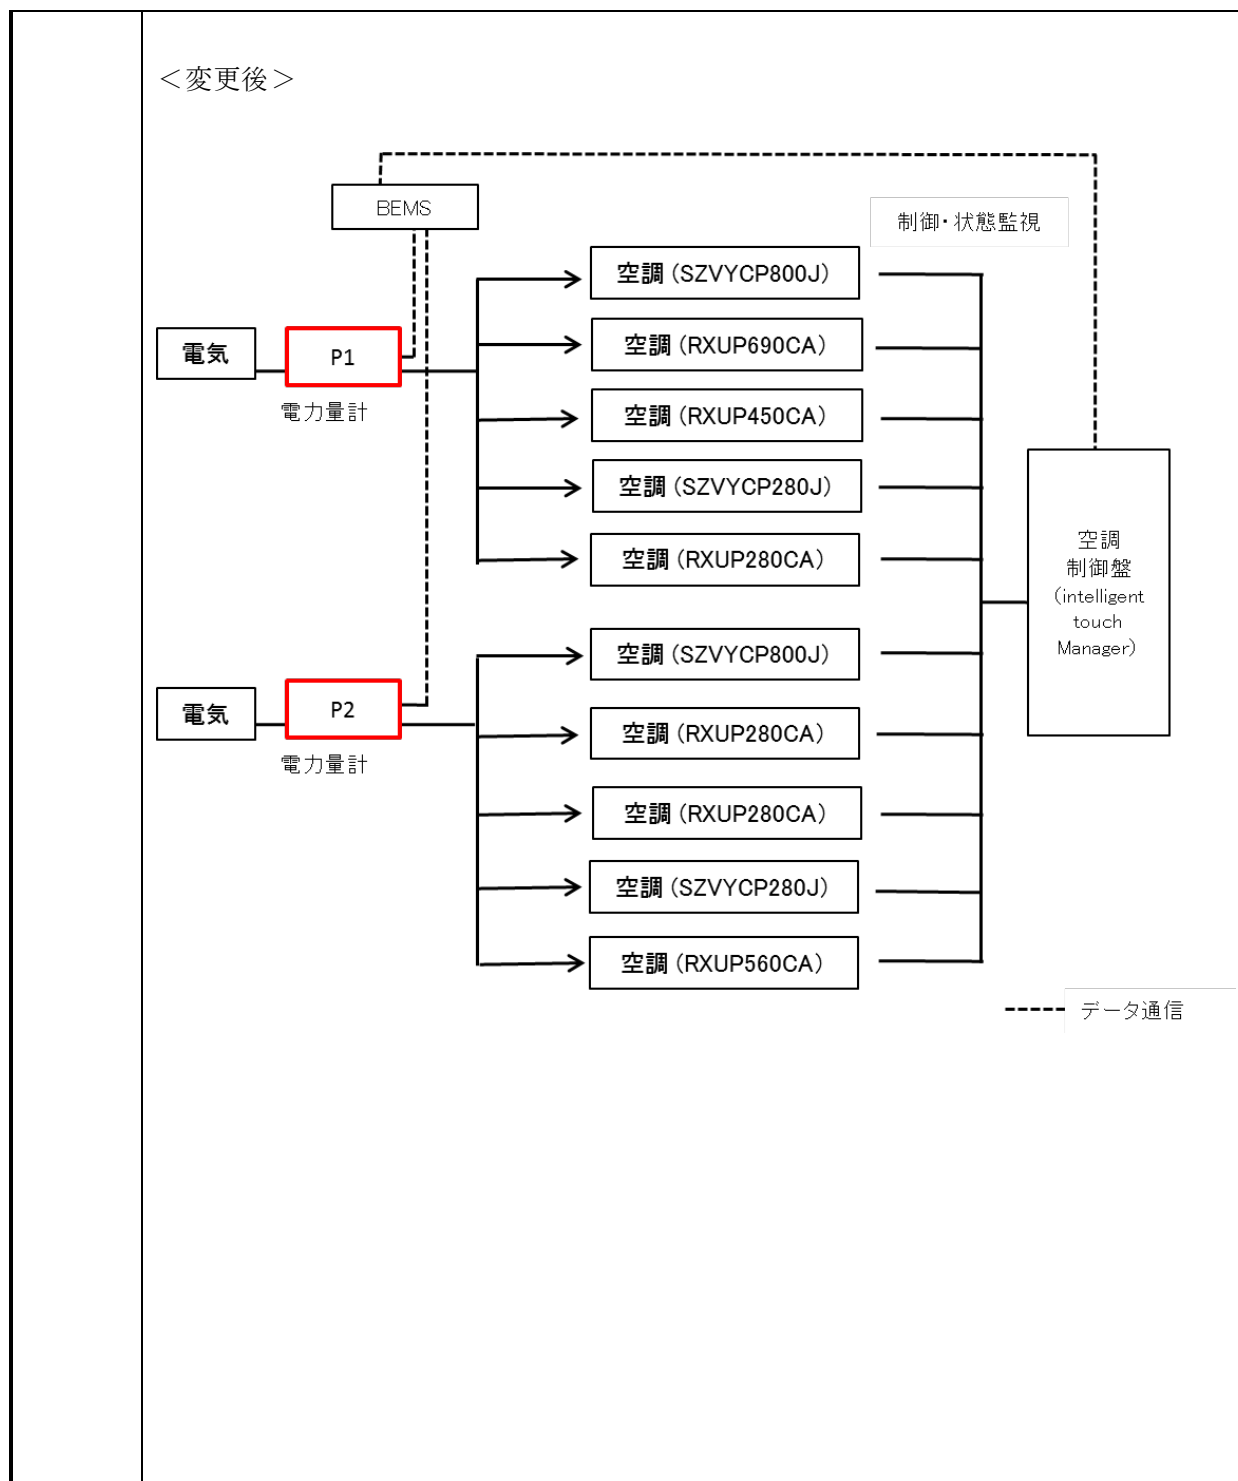 ＜変更後＞
BEMS
制御・状態監視
空調（SZVYCP800J）
電気
P1
空調（RXUP690CA）
電力量計
空調（RXUP450CA）
空調（SZVYCP280J）
空調（RXUP280CA）
空調
制御盤
（intelligent
touch
Manager）
空調（SZVYCP800J）
電気
P2
空調（RXUP280CA）
電力量計
空調（RXUP280CA）
空調（SZVYCP280J）
空調（RXUP560CA）
データ通信